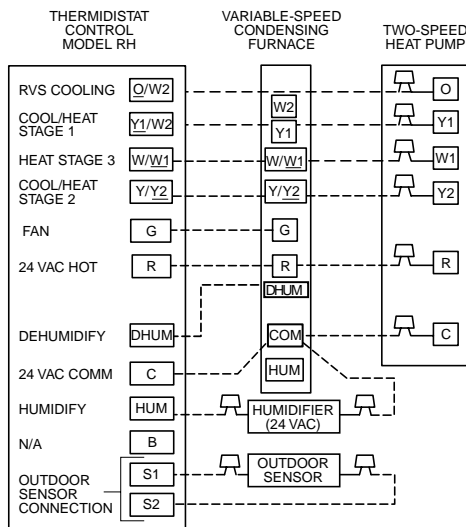 THERMIDISTAT
CONTROL
MODEL RH
VARIABLE-SPEED
CONDENSING
FURNACE
TWO-SPEED
HEAT PUMP
RVS COOLING
O/W2
O
COOL/HEAT
STAGE 1
Y1/W2
W2
Y1
Y1
HEAT STAGE 3
W/W1
W/W1
W1
COOL/HEAT
STAGE 2
Y/Y2
Y/Y2
Y2
FAN
G
G
24 VAC HOT
R
R
R
DHUM
DEHUMIDIFY
DHUM
COM
C
24 VAC COMM
C
HUM
HUMIDIFY
HUM
HUMIDIFIER
(24 VAC)
N/A
B
OUTDOOR
SENSOR
CONNECTION
S1
OUTDOOR
SENSOR
S2